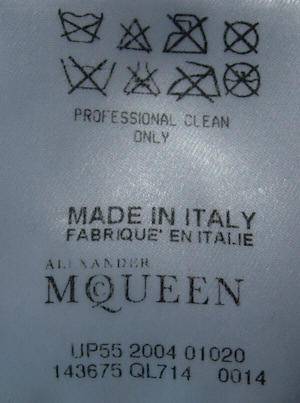 PROFESSIONAL CLEAN
ONLY
MADE IN ITALY
FABRIQUE' EN ITALIE
ALEXANDER
McQUEEN
UP55 2004 01020
143675 QL714 0014